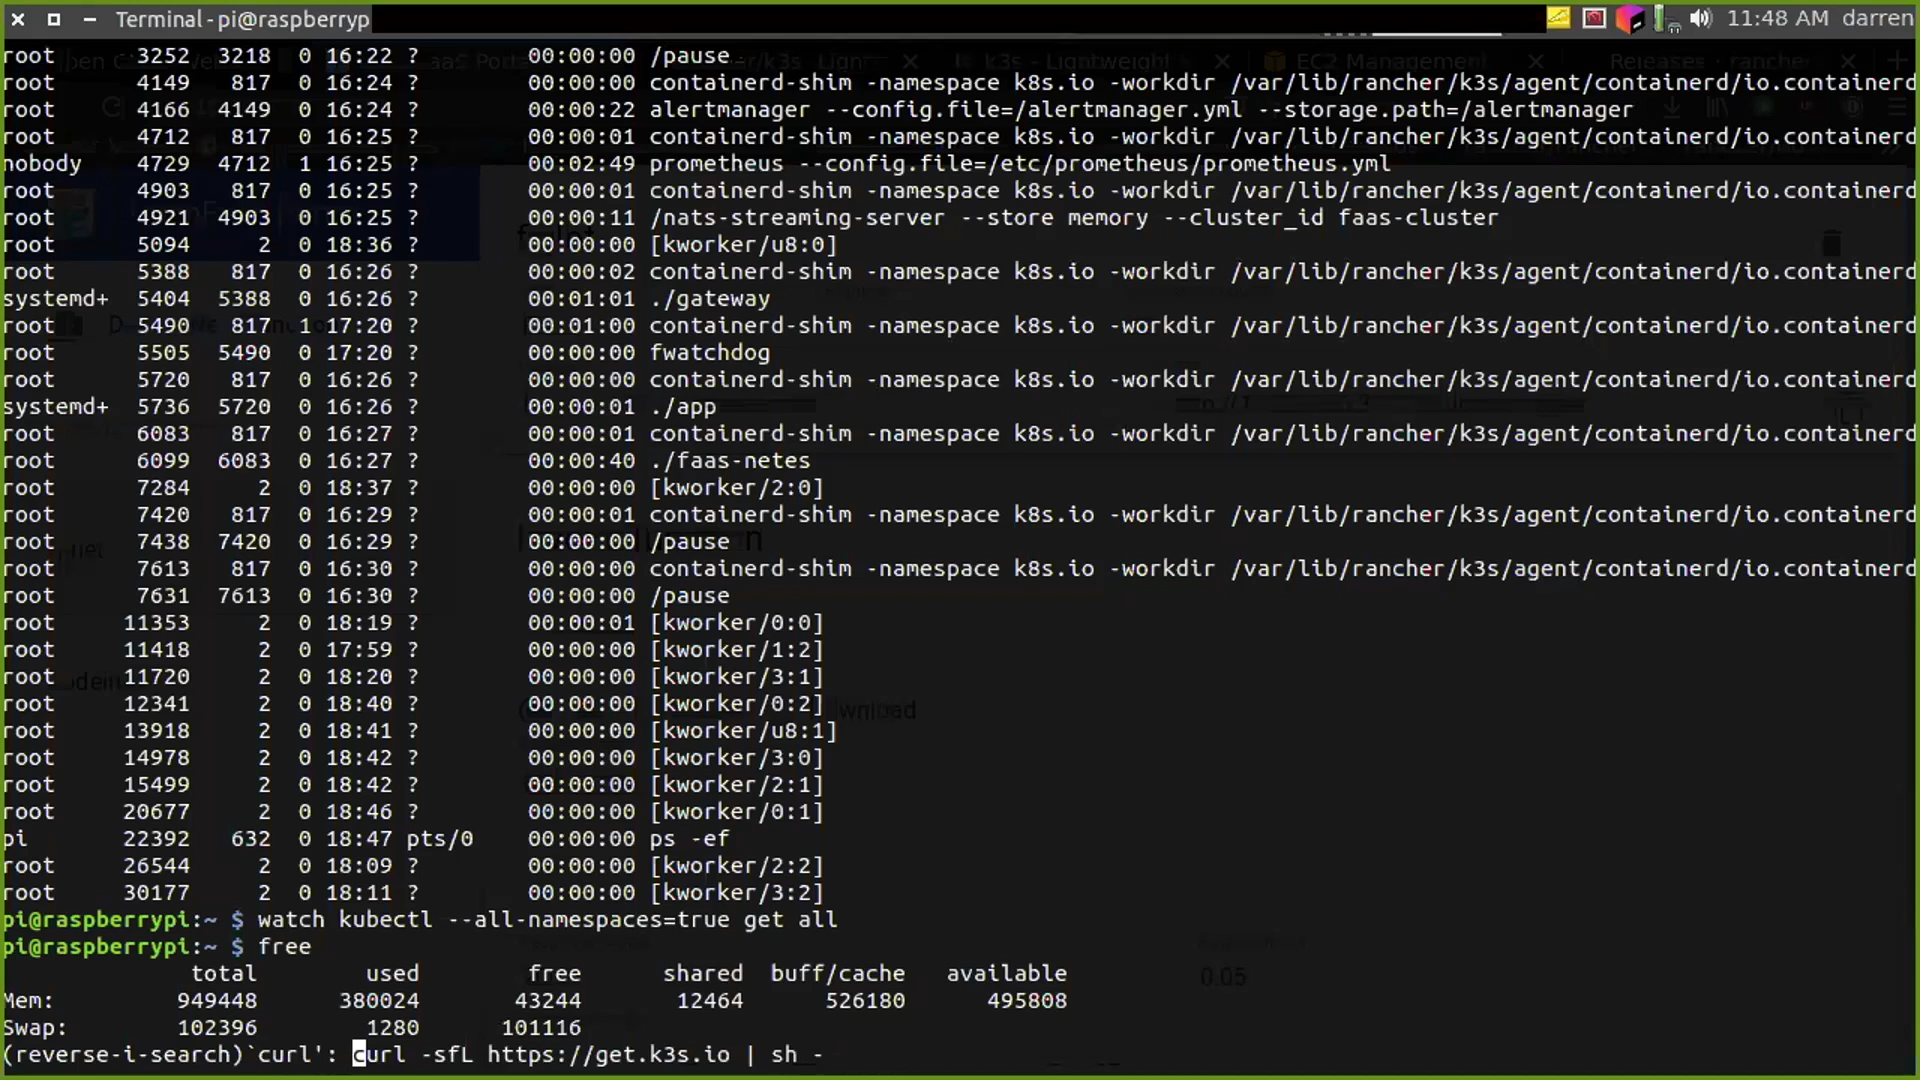 Terminal - pi@raspberryp
11:48 AM darren
root 3252 3218 0 16:22 ? 00:00:00 /pause
root 4149 817 0 16:24 ? 00:00:00 containerd-shim -namespace k8s.io -workdir /var/lib/rancher/k3s/agent/containerd/io.containerd
root 4166 4149 0 16:24 ? 00:00:22 alertmanager --config.file=/alertmanager.yml --storage.path=/alertmanager
root 4712 817 0 16:25 ? 00:00:01 containerd-shim -namespace k8s.io -workdir /var/lib/rancher/k3s/agent/containerd/io.containerd
nobody 4729 4712 1 16:25 ? 00:02:49 prometheus --config.file=/etc/prometheus/prometheus.yml
root 4903 817 0 16:25 ? 00:00:01 containerd-shim -namespace k8s.io -workdir /var/lib/rancher/k3s/agent/containerd/io.containerd
root 4921 4903 0 16:25 ? 00:00:11 /nats-streaming-server --store memory --cluster_id faas-cluster
root 5094 2 0 18:36 ? 00:00:00 [kworker/u8:0]
root 5388 817 0 16:26 ? 00:00:02 containerd-shim -namespace k8s.io -workdir /var/lib/rancher/k3s/agent/containerd/io.containerd
systemd+ 5404 5388 0 16:26 ? 00:01:01 ./gateway
root 5490 817 1 17:20 ? 00:01:00 containerd-shim -namespace k8s.io -workdir /var/lib/rancher/k3s/agent/containerd/io.containerd
root 5505 5490 0 17:20 ? 00:00:00 fwatchdog
root 5720 817 0 16:26 ? 00:00:00 containerd-shim -namespace k8s.io -workdir /var/lib/rancher/k3s/agent/containerd/io.containerd
systemd+ 5736 5720 0 16:26 ? 00:00:01 ./app
root 6083 817 0 16:27 ? 00:00:01 containerd-shim -namespace k8s.io -workdir /var/lib/rancher/k3s/agent/containerd/io.containerd
root 6099 6083 0 16:27 ? 00:00:40 ./faas-netes
root 7284 2 0 18:37 ? 00:00:00 [kworker/2:0]
root 7420 817 0 16:29 ? 00:00:01 containerd-shim -namespace k8s.io -workdir /var/lib/rancher/k3s/agent/containerd/io.containerd
root 7438 7420 0 16:29 ? 00:00:00 /pause
root 7613 817 0 16:30 ? 00:00:00 containerd-shim -namespace k8s.io -workdir /var/lib/rancher/k3s/agent/containerd/io.containerd
root 7631 7613 0 16:30 ? 00:00:00 /pause
root 11353 2 0 18:19 ? 00:00:01 [kworker/0:0]
root 11418 2 0 17:59 ? 00:00:00 [kworker/1:2]
root 11720 2 0 18:20 ? 00:00:00 [kworker/3:1]
root 12341 2 0 18:40 ? 00:00:00 [kworker/0:2]
root 13918 2 0 18:41 ? 00:00:00 [kworker/u8:1]
root 14978 2 0 18:42 ? 00:00:00 [kworker/3:0]
root 15499 2 0 18:42 ? 00:00:00 [kworker/2:1]
root 20677 2 0 18:46 ? 00:00:00 [kworker/0:1]
pi 22392 632 0 18:47 pts/0 00:00:00 ps -ef
root 26544 2 0 18:09 ? 00:00:00 [kworker/2:2]
root 30177 2 0 18:11 ? 00:00:00 [kworker/3:2]
pi@raspberrypi:~ $ watch kubectl --all-namespaces=true get all
pi@raspberrypi:~ $ free
total used free shared buff/cache available
Mem: 949448 380024 43244 12464 526180 495808
Swap: 102396 1280 101116
(reverse-i-search)`curl': curl -sfL https://get.k3s.io | sh -